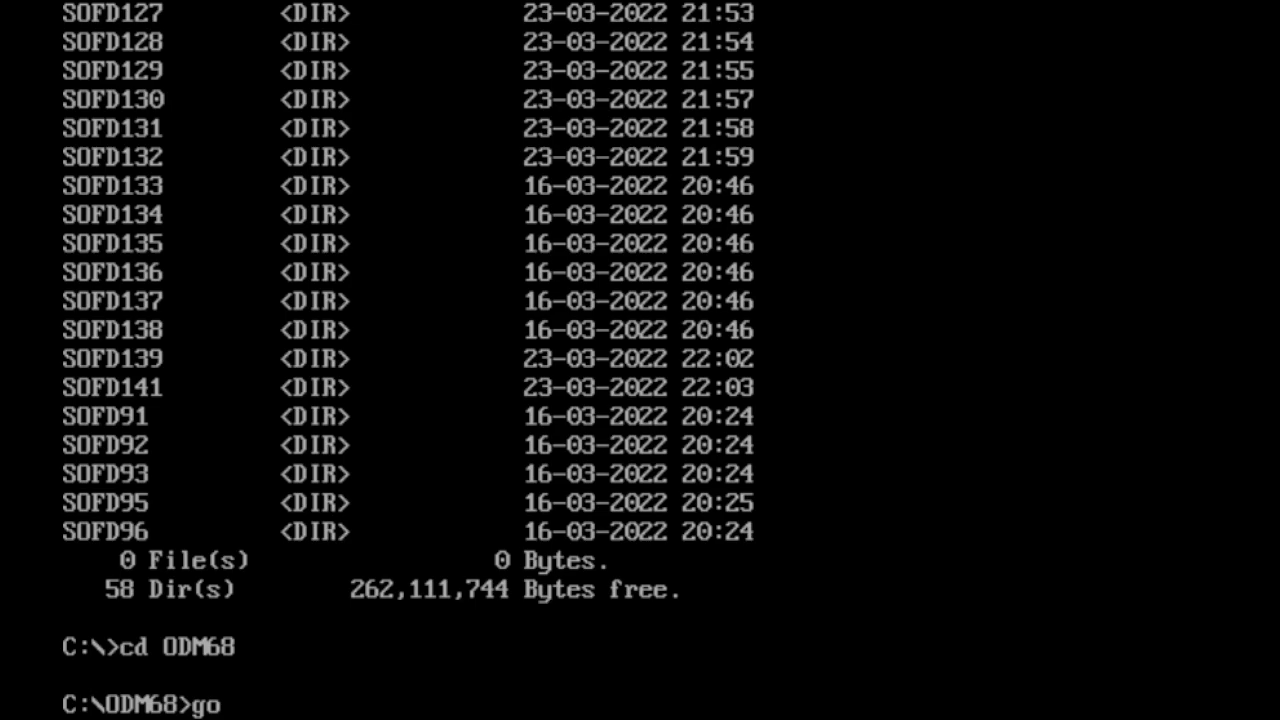 SOFD127 <DIR> 23-03-2022 21:53
SOFD128 <DIR> 23-03-2022 21:54
SOFD129 <DIR> 23-03-2022 21:55
SOFD130 <DIR> 23-03-2022 21:57
SOFD131 <DIR> 23-03-2022 21:58
SOFD132 <DIR> 23-03-2022 21:59
SOFD133 <DIR> 16-03-2022 20:46
SOFD134 <DIR> 16-03-2022 20:46
SOFD135 <DIR> 16-03-2022 20:46
SOFD136 <DIR> 16-03-2022 20:46
SOFD137 <DIR> 16-03-2022 20:46
SOFD138 <DIR> 16-03-2022 20:46
SOFD139 <DIR> 23-03-2022 22:02
SOFD141 <DIR> 23-03-2022 22:03
SOFD91 <DIR> 16-03-2022 20:24
SOFD92 <DIR> 16-03-2022 20:24
SOFD93 <DIR> 16-03-2022 20:24
SOFD95 <DIR> 16-03-2022 20:25
SOFD96 <DIR> 16-03-2022 20:24
0 File(s) 0 Bytes.
58 Dir(s) 262,111,744 Bytes free.
C:\>cd ODM68
C:\ODM68>go